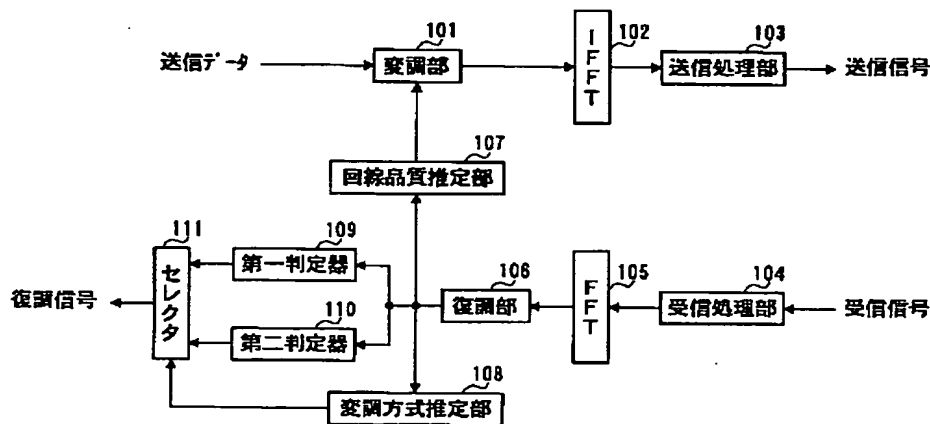 101
送信データ
変調部
IFFT
102
103
送信処理部
送信信号
107
回線品質推定部
111
セレクタ
109
第一判定器
復調信号
110
第二判定器
106
復調部
105
FFT
104
受信処理部
受信信号
108
変調方式推定部